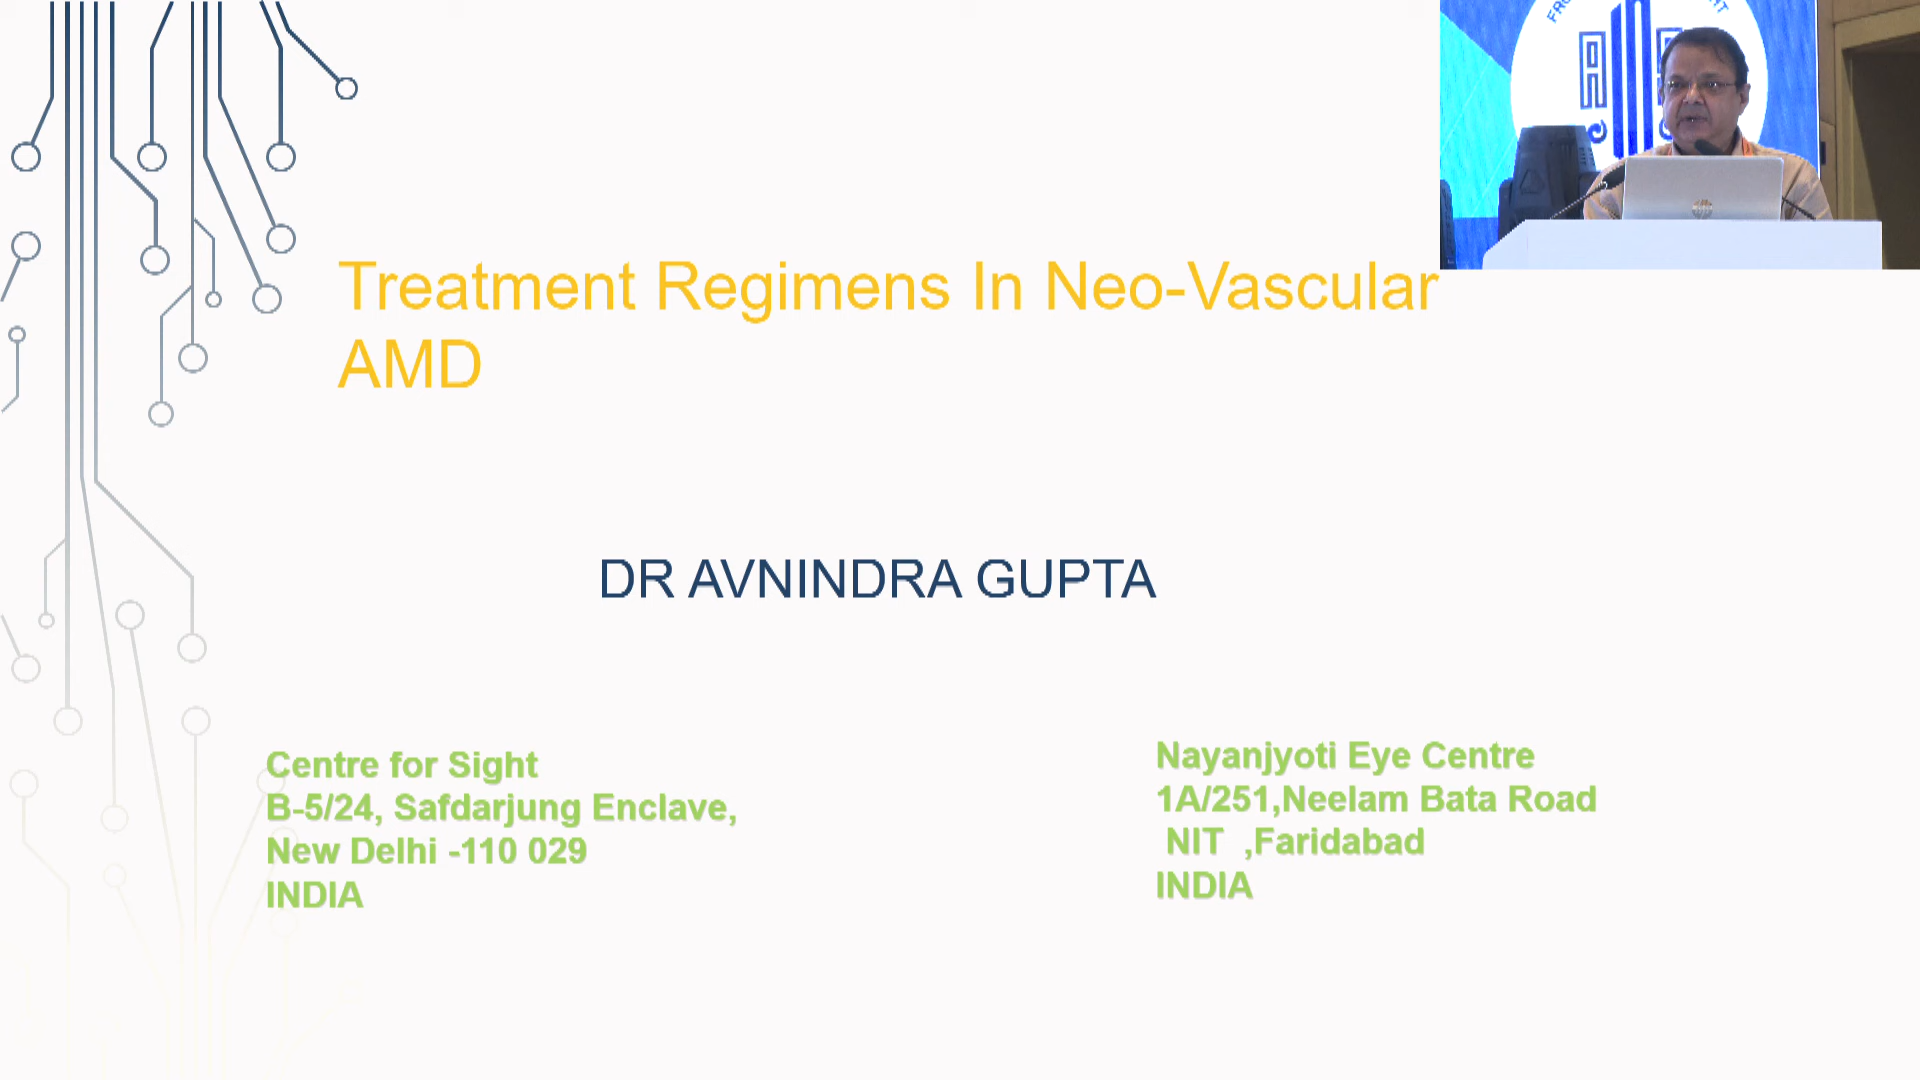 Treatment Regimens In Neo-Vascular
AMD
DR AVNINDRA GUPTA
Centre for Sight
B-5/24, Safdarjung Enclave,
New Delhi -110 029
INDIA
Nayanjyoti Eye Centre
1A/251,Neelam Bata Road
NIT ,Faridabad
INDIA